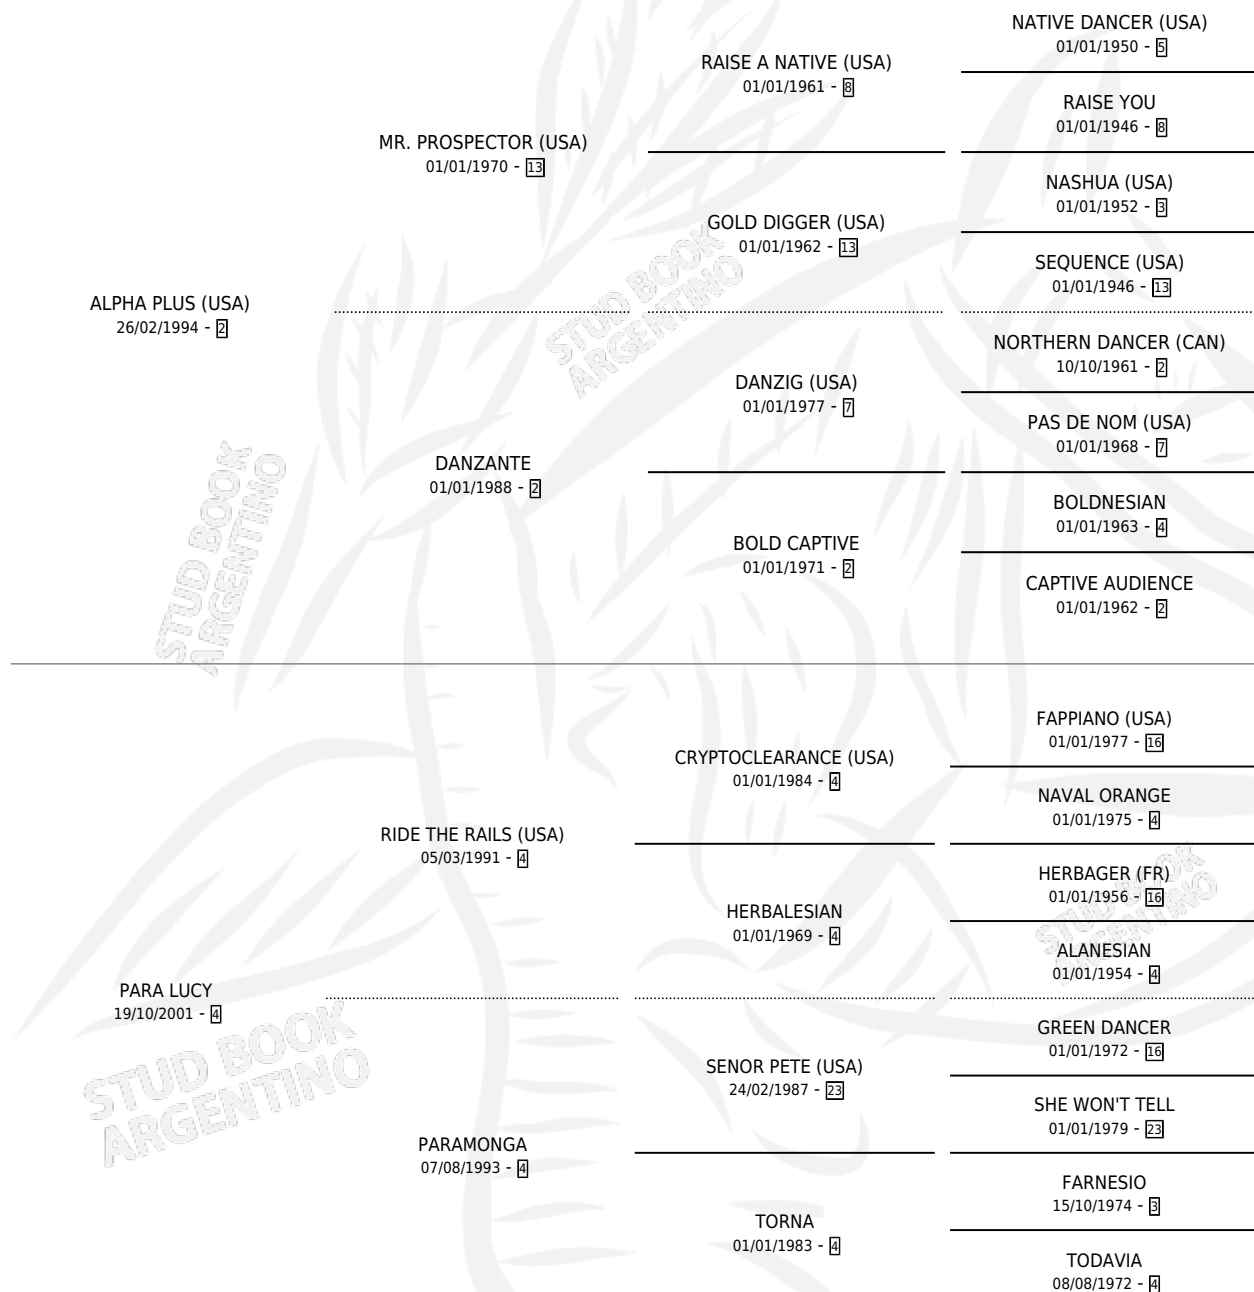 NATIVE DANCER (USA)
01/01/1950 - 5
RAISE A NATIVE (USA)
01/01/1961 - 8
RAISE YOU
01/01/1946 - 8
MR. PROSPECTOR (USA)
01/01/1970 - 13
NASHUA (USA)
01/01/1952 - 3
GOLD DIGGER (USA)
01/01/1962 - 13
SEQUENCE (USA)
01/01/1946 - 13
STUD BOOK
ARGENTINO
ALPHA PLUS (USA)
26/02/1994 - 2
NORTHERN DANCER (CAN)
10/10/1961 - 2
DANZIG (USA)
01/01/1977 - 7
PAS DE NOM (USA)
01/01/1968 - 7
DANZANTE
01/01/1988 - 2
BOLDNESIAN
01/01/1963 - 4
BOLD CAPTIVE
01/01/1971 - 2
CAPTIVE AUDIENCE
01/01/1962 - 2
STUD BOOK
ARGENTINO
FAPPIANO (USA)
01/01/1977 - 16
CRYPTOCLEARANCE (USA)
01/01/1984 - 4
NAVAL ORANGE
01/01/1975 - 4
RIDE THE RAILS (USA)
05/03/1991 - 4
HERBAGER (FR)
01/01/1956 - 16
HERBALESIAN
01/01/1969 - 4
ALANESIAN
01/01/1954 - 4
STUD BOOK
ARGENTINO
PARA LUCY
19/10/2001 - 4
GREEN DANCER
01/01/1972 - 16
SENOR PETE (USA)
24/02/1987 - 23
SHE WON'T TELL
01/01/1979 - 23
PARAMONGA
07/08/1993 - 4
FARNESIO
15/10/1974 - 3
TORNA
01/01/1983 - 4
TODAVIA
08/08/1972 - 4
STUD BOOK
ARGENTINO